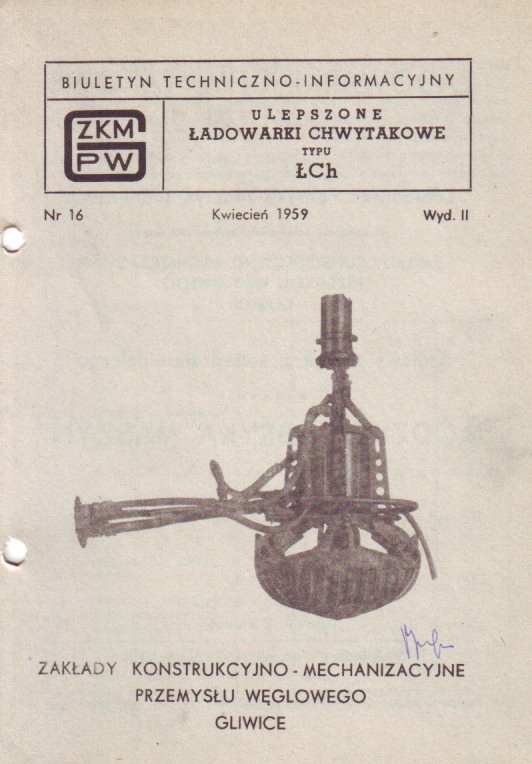 BIULETYN TECHNICZNO-INFORMACYJNY
ZKM
PW
ULEPSZONE
ŁADOWARKI CHWYTAKOWE
TYPU
ŁCh
Nr 16 Kwiecień 1959 Wyd. II
ZAKŁADY KONSTRUKCYJNO - MECHANIZACYJNE
PRZEMYSŁU WĘGLOWEGO
GLIWICE